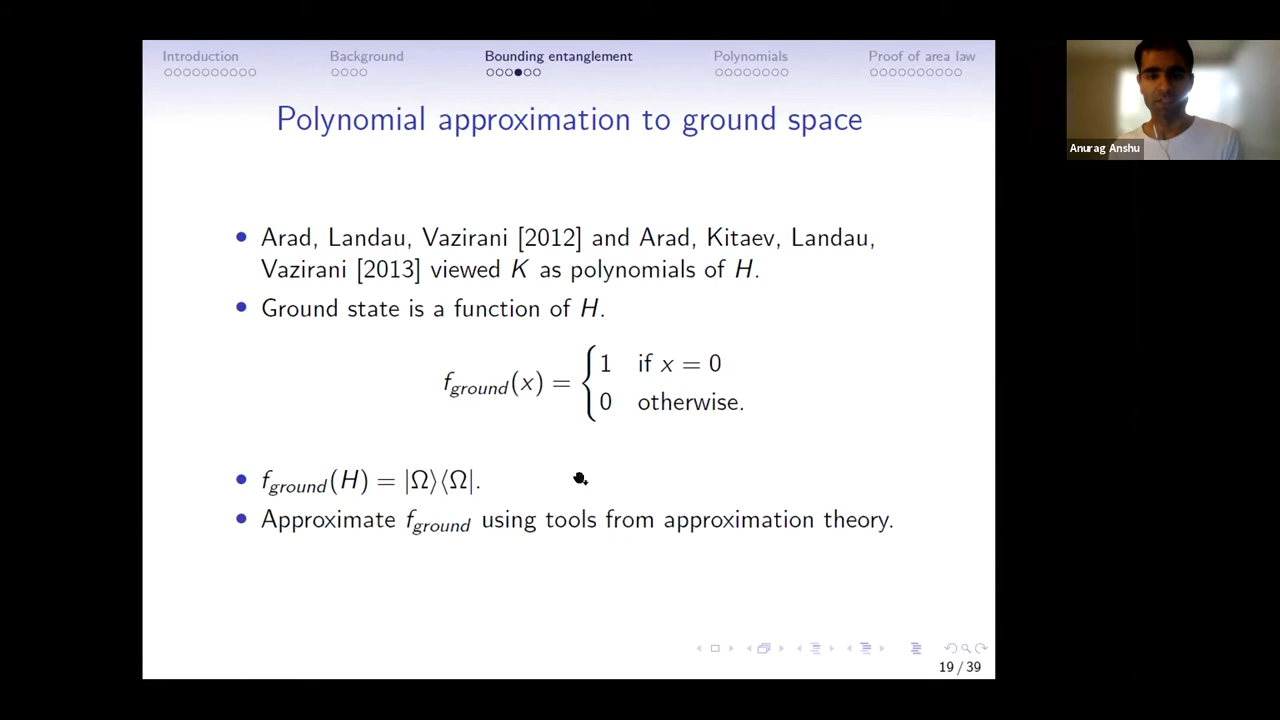 Introduction Background Bounding entanglement Polynomials Proof of area law
Polynomial approximation to ground space
Anurag Anshu
• Arad, Landau, Vazirani [2012] and Arad, Kitaev, Landau,
Vazirani [2013] viewed K as polynomials of H.
• Ground state is a function of H.
f_ground(x) = { 1 if x = 0
0 otherwise.
• f_ground(H) = |Ω⟩⟨Ω|.
• Approximate f_ground using tools from approximation theory.
19 / 39